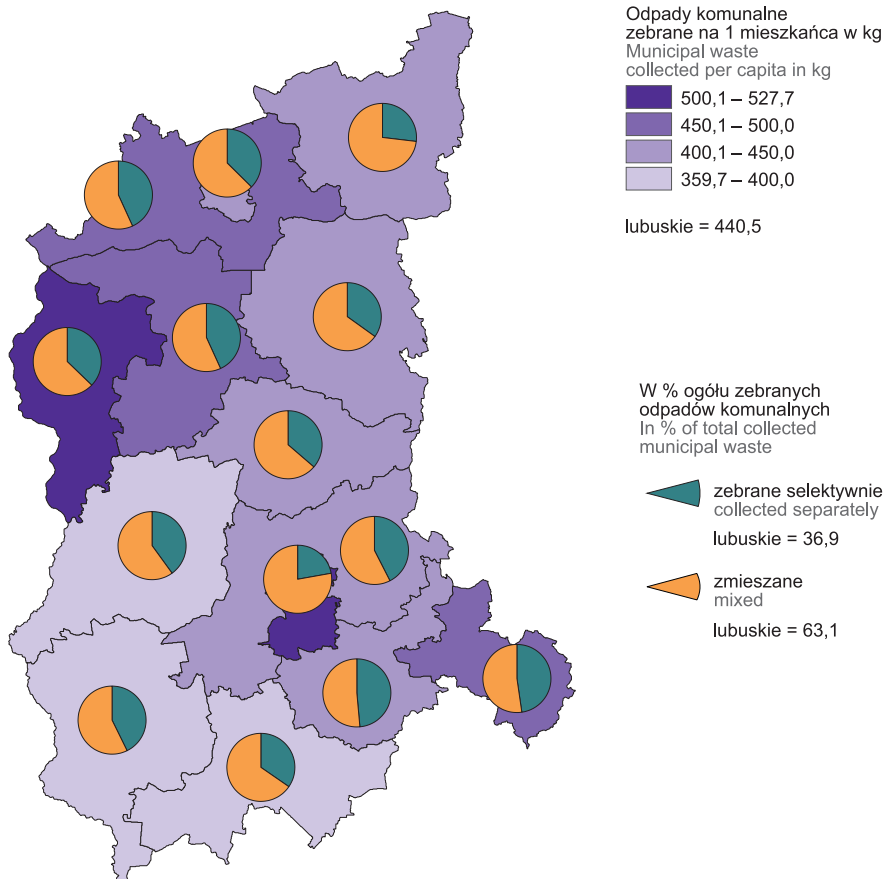 Odpady komunalne
zebrane na 1 mieszkańca w kg
Municipal waste
collected per capita in kg
500,1 – 527,7
450,1 – 500,0
400,1 – 450,0
359,7 – 400,0
lubuskie = 440,5
W % ogółu zebranych
odpadów komunalnych
In % of total collected
municipal waste
zebrane selektywnie
collected separately
lubuskie = 36,9
zmieszane
mixed
lubuskie = 63,1